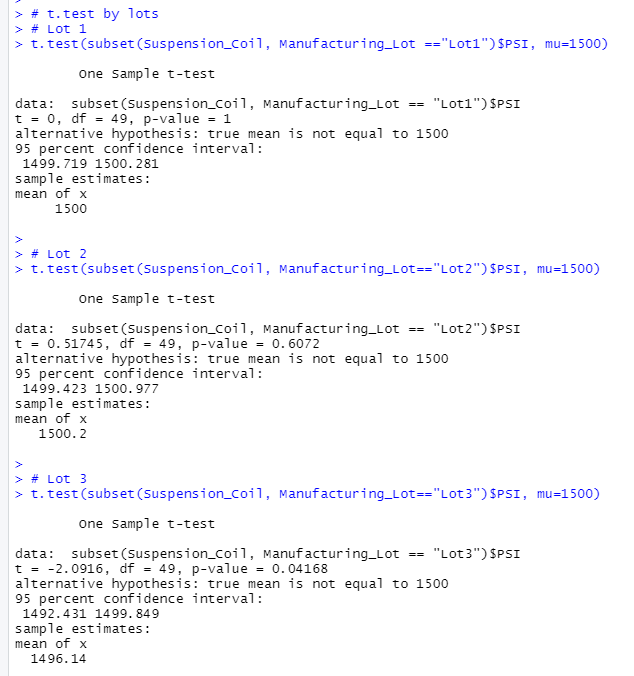 >
> # t.test by lots
> # Lot 1
> t.test(subset(Suspension_Coil, Manufacturing_Lot =="Lot1")$PSI, mu=1500)
One Sample t-test
data:  subset(Suspension_Coil, Manufacturing_Lot == "Lot1")$PSI
t = 0, df = 49, p-value = 1
alternative hypothesis: true mean is not equal to 1500
95 percent confidence interval:
1499.719 1500.281
sample estimates:
mean of x
1500
>
> # Lot 2
> t.test(subset(Suspension_Coil, Manufacturing_Lot=="Lot2")$PSI, mu=1500)
One Sample t-test
data:  subset(Suspension_Coil, Manufacturing_Lot == "Lot2")$PSI
t = 0.51745, df = 49, p-value = 0.6072
alternative hypothesis: true mean is not equal to 1500
95 percent confidence interval:
1499.423 1500.977
sample estimates:
mean of x
1500.2
>
> # Lot 3
> t.test(subset(Suspension_Coil, Manufacturing_Lot=="Lot3")$PSI, mu=1500)
One Sample t-test
data:  subset(Suspension_Coil, Manufacturing_Lot == "Lot3")$PSI
t = -2.0916, df = 49, p-value = 0.04168
alternative hypothesis: true mean is not equal to 1500
95 percent confidence interval:
1492.431 1499.849
sample estimates:
mean of x
1496.14